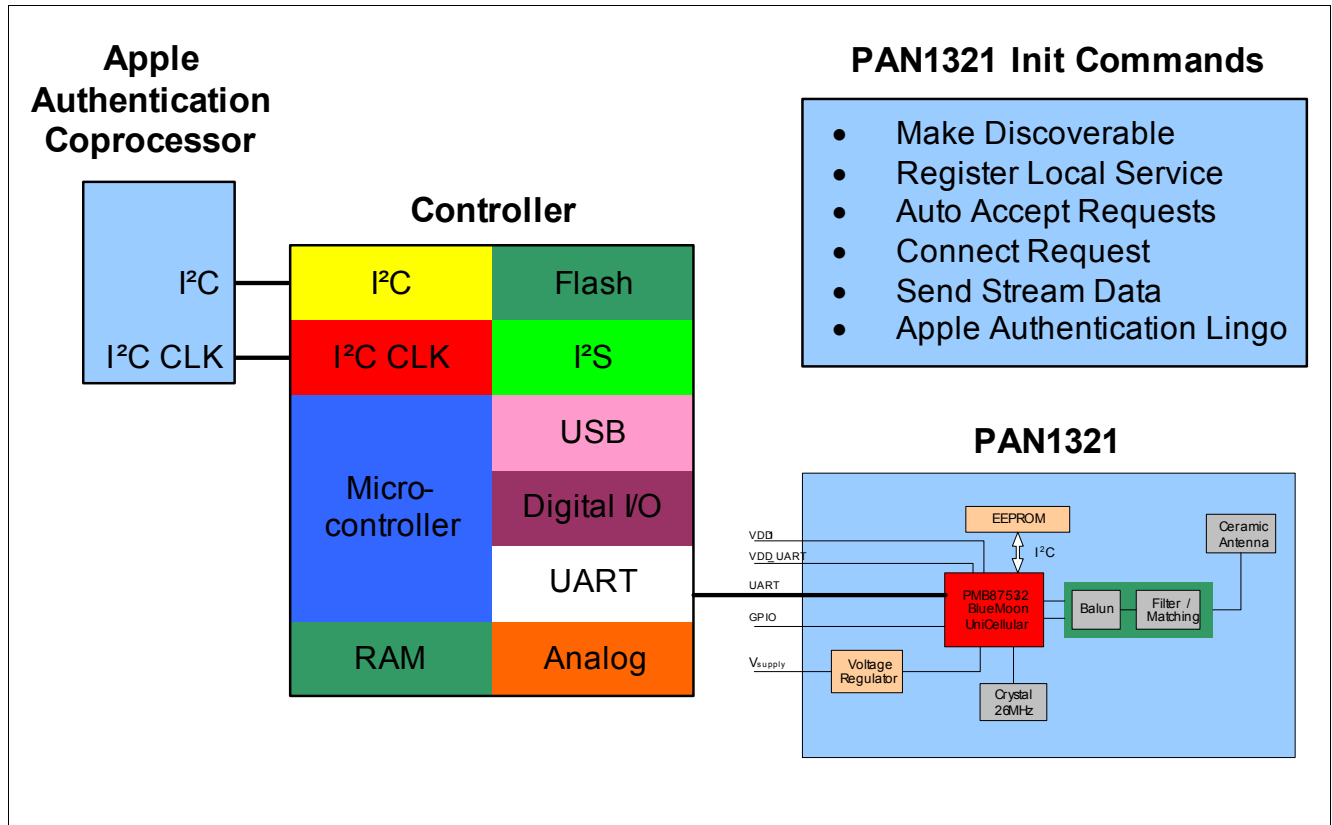 Apple
Authentication
Coprocessor
I²C
I²C CLK
Controller
I²C
Flash
I²C CLK
I²S
Micro-
controller
USB
Digital I/O
UART
RAM
Analog
PAN1321 Init Commands
• Make Discoverable
• Register Local Service
• Auto Accept Requests
• Connect Request
• Send Stream Data
• Apple Authentication Lingo
PAN1321
VDD1
VDD_UART
UART
GPIO
Vsupply
Voltage
Regulator
EEPROM
I²C
PMB87532
BlueMoon
UniCellular
Crystal
26MHz
Balun
Filter /
Matching
Ceramic
Antenna